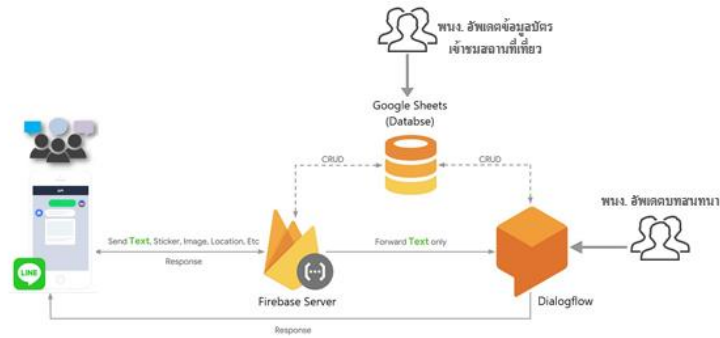 พนง. อัพเดตข้อมูลบัตร
เข้าชมสถานที่เที่ยว
Google Sheets
(Databse)
CRUD
CRUD
พนง. อัพเดตบทสนทนา
Send Text, Sticker, Image, Location, Etc
Response
Forward Text only
LINE
Firebase Server
Dialogflow
Response